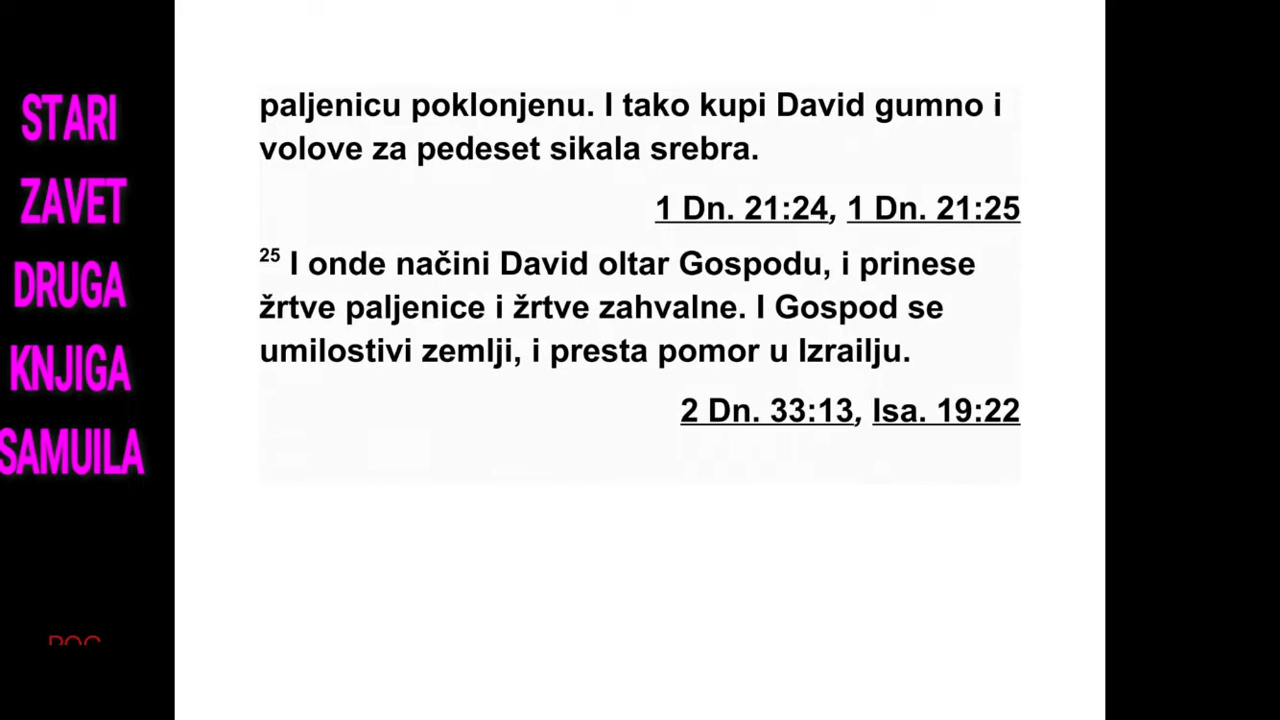 STARI
ZAVET
DRUGA
KNJIGA
SAMUILA
paljenicu poklonjenu. I tako kupi David gumno i
volove za pedeset sikala srebra.
1 Dn. 21:24, 1 Dn. 21:25
25 I onde načini David oltar Gospodu, i prinese
žrtve paljenice i žrtve zahvalne. I Gospod se
umilostivi zemlji, i presta pomor u Izrailju.
2 Dn. 33:13, Isa. 19:22